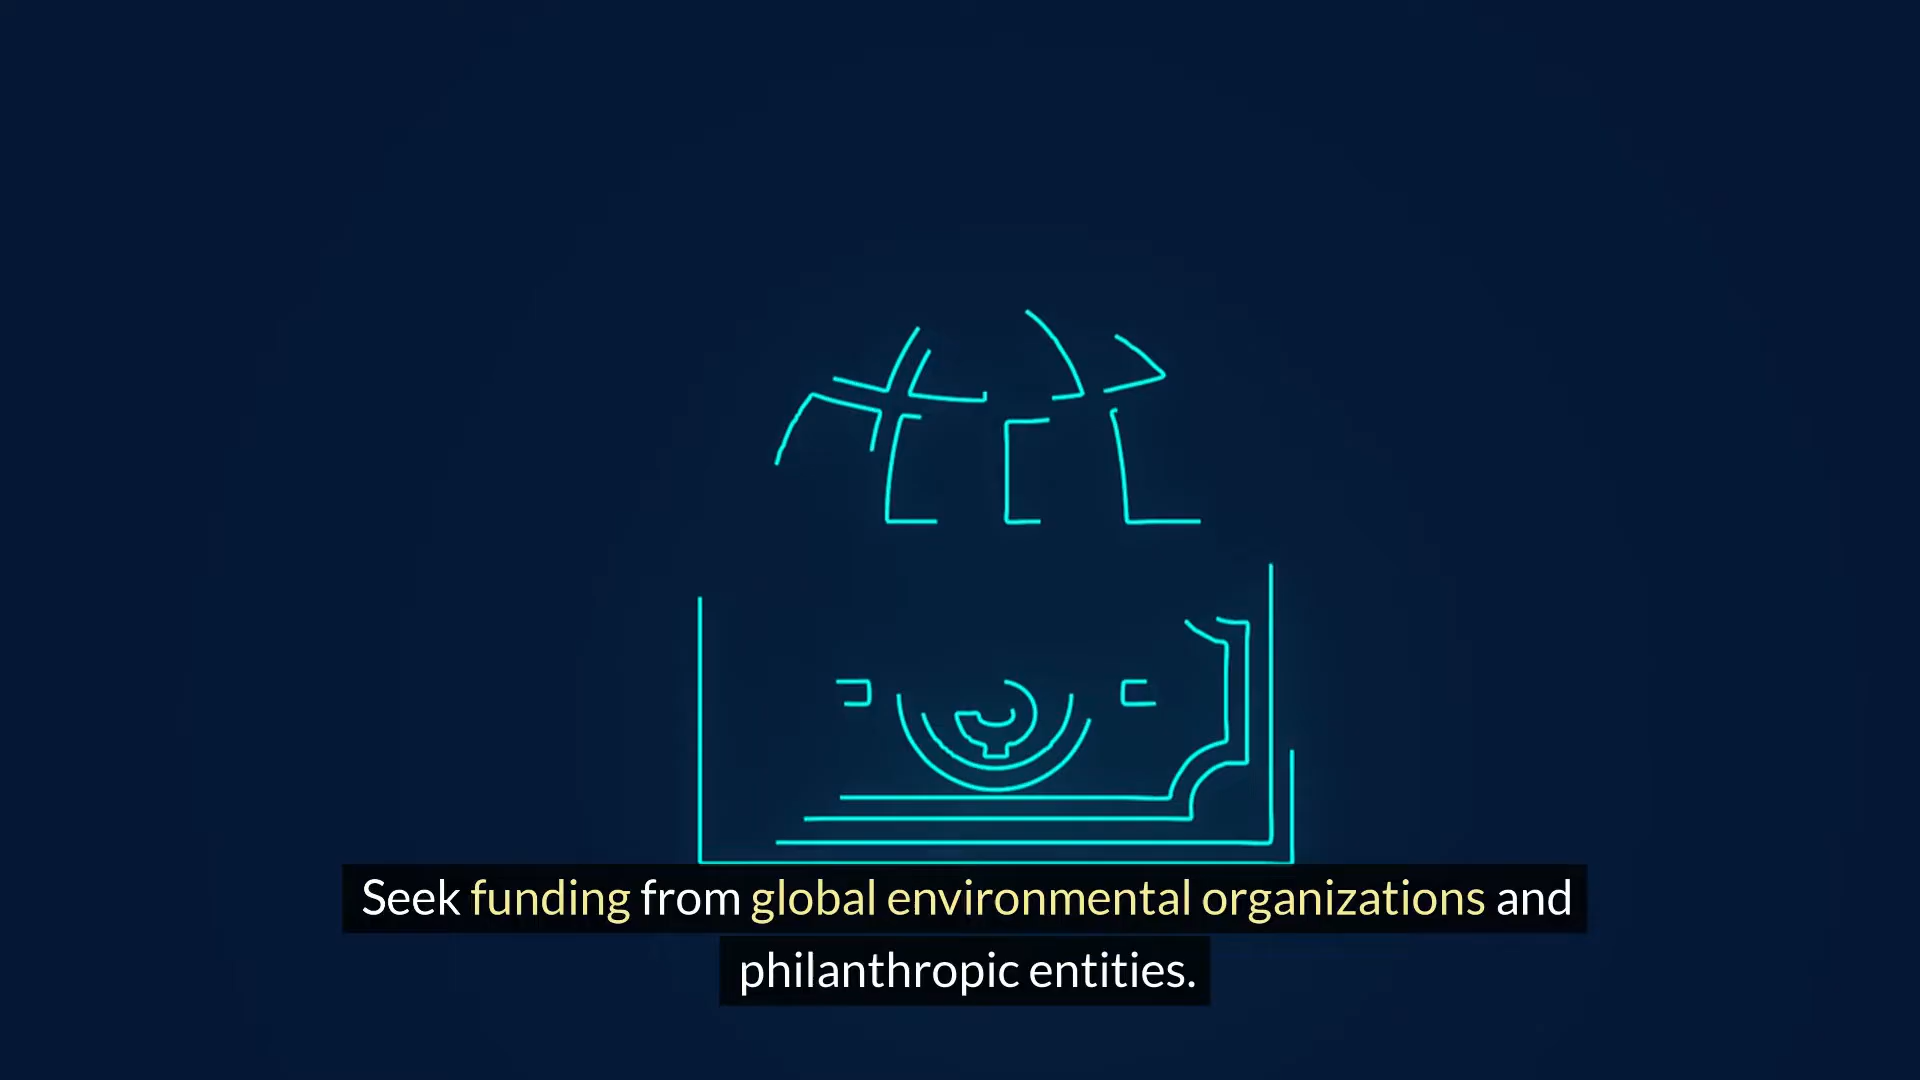 Seek funding from global environmental organizations and
philanthropic entities.